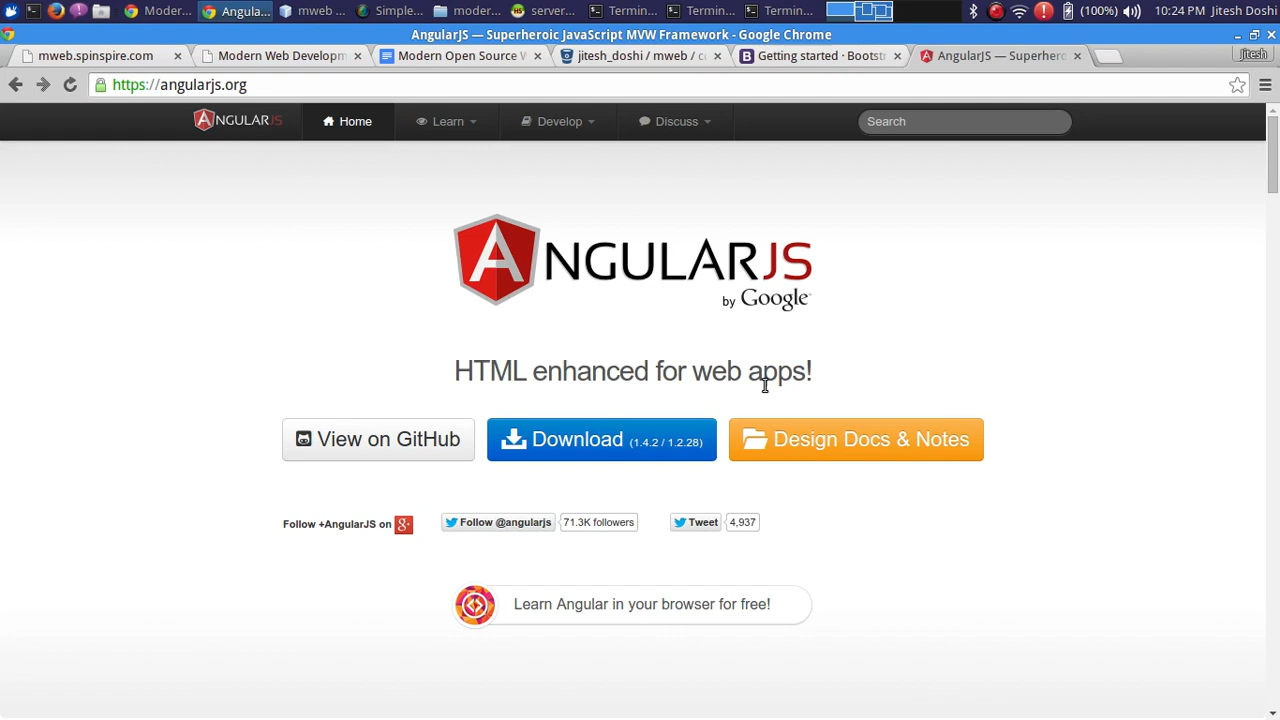 Moder... Angula... mweb ... Simple... moder... server... Termin... Termin... Termin... (100%) 10:24 PM Jitesh Doshi
AngularJS — Superheroic JavaScript MVW Framework - Google Chrome
mweb.spinspire.com Modern Web Developm Modern Open Source W jitesh_doshi / mweb / c Getting started · Bootst AngularJS — Superheroic Jitesh
https://angularjs.org
ANGULARJS Home Learn Develop Discuss Search
ANGULARJS
by Google
HTML enhanced for web apps!
View on GitHub Download (1.4.2 / 1.2.28) Design Docs & Notes
Follow +AngularJS on g+ Follow @angularjs 71.3K followers Tweet 4,937
Learn Angular in your browser for free!